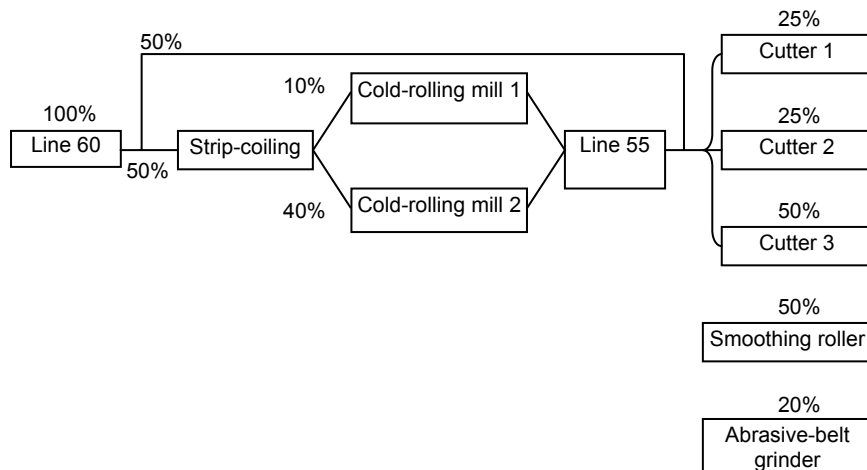 25%
Cutter 1
50%
10%
Cold-rolling mill 1
100%
Line 60
50%
Strip-coiling
Line 55
25%
Cutter 2
40%
Cold-rolling mill 2
50%
Cutter 3
50%
Smoothing roller
20%
Abrasive-belt
grinder